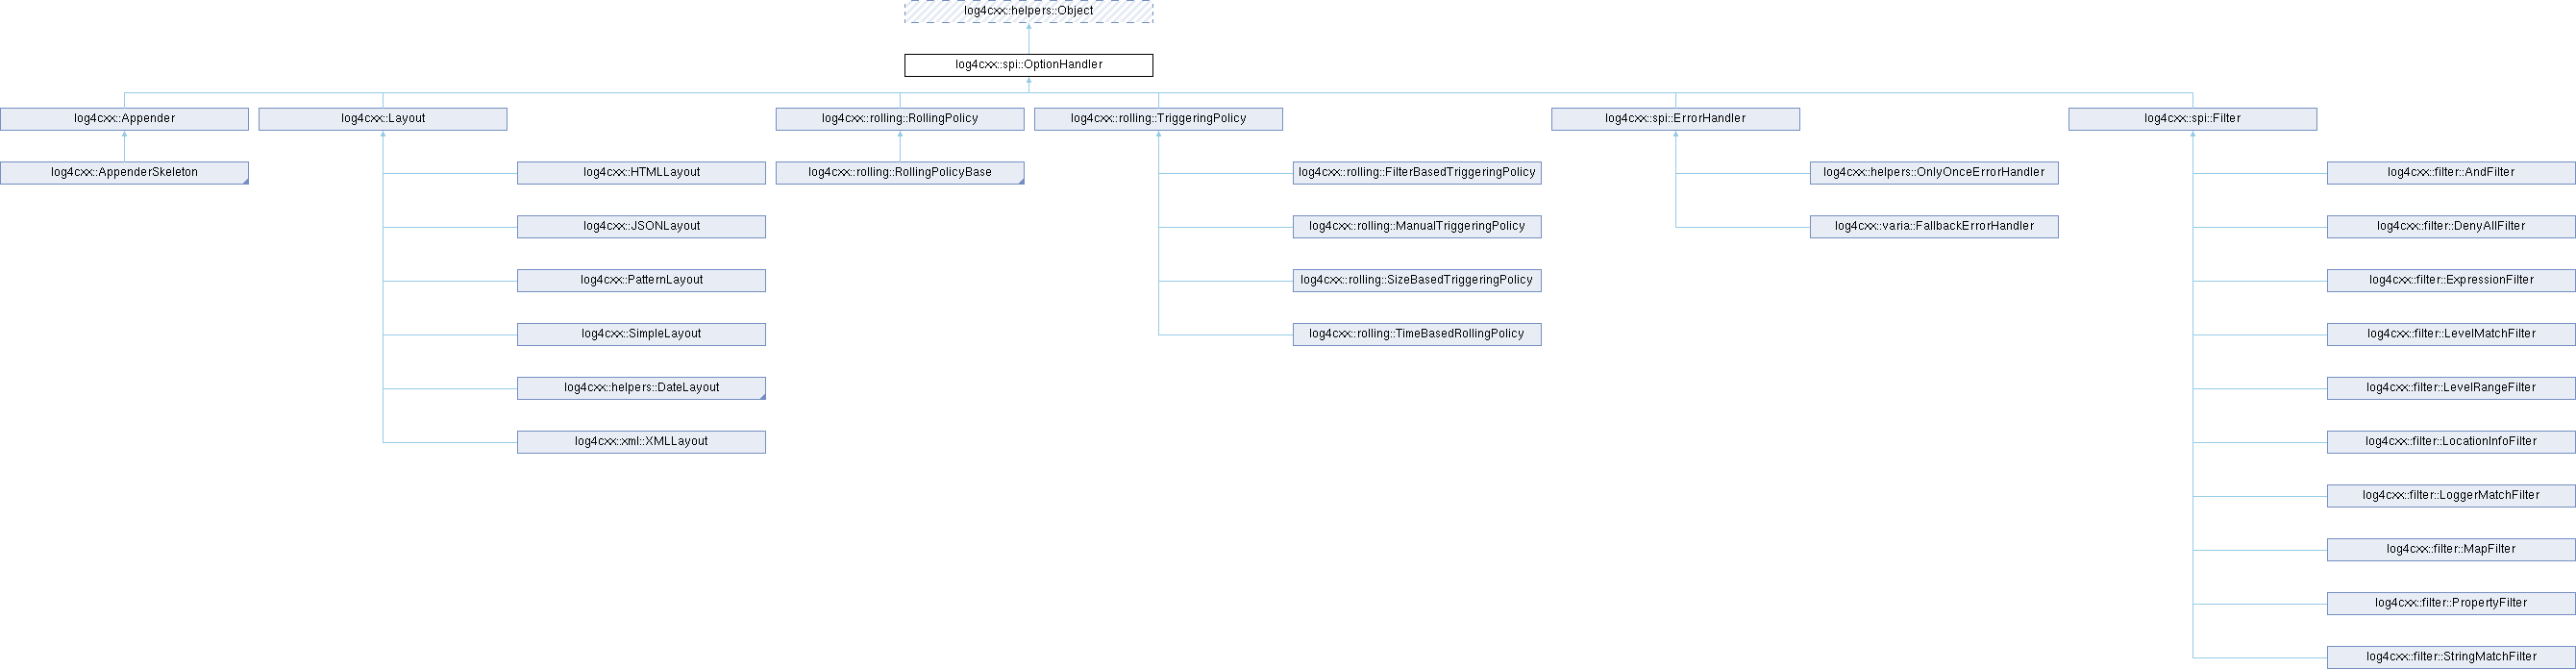 log4cxx::helpers::Object
log4cxx::spi::OptionHandler
log4cxx::Appender
log4cxx::Layout
log4cxx::rolling::RollingPolicy
log4cxx::rolling::TriggeringPolicy
log4cxx::spi::ErrorHandler
log4cxx::spi::Filter
log4cxx::AppenderSkeleton
log4cxx::HTMLLayout
log4cxx::rolling::RollingPolicyBase
log4cxx::rolling::FilterBasedTriggeringPolicy
log4cxx::helpers::OnlyOnceErrorHandler
log4cxx::filter::AndFilter
log4cxx::JSONLayout
log4cxx::rolling::ManualTriggeringPolicy
log4cxx::varia::FallbackErrorHandler
log4cxx::filter::DenyAllFilter
log4cxx::PatternLayout
log4cxx::rolling::SizeBasedTriggeringPolicy
log4cxx::filter::ExpressionFilter
log4cxx::SimpleLayout
log4cxx::rolling::TimeBasedRollingPolicy
log4cxx::filter::LevelMatchFilter
log4cxx::helpers::DateLayout
log4cxx::filter::LevelRangeFilter
log4cxx::xml::XMLLayout
log4cxx::filter::LocationInfoFilter
log4cxx::filter::LoggerMatchFilter
log4cxx::filter::MapFilter
log4cxx::filter::PropertyFilter
log4cxx::filter::StringMatchFilter